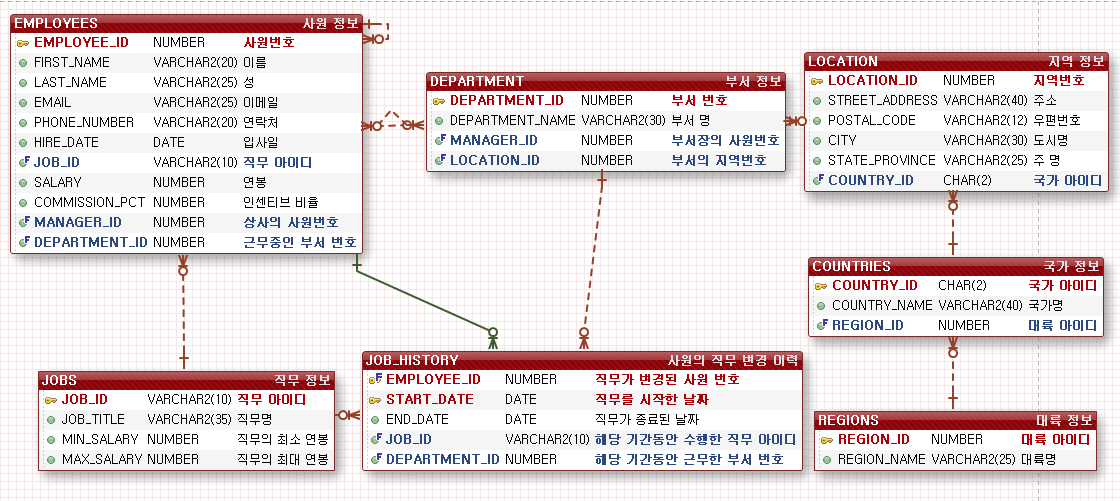 EMPLOYEES 사원 정보
EMPLOYEE_ID NUMBER 사원번호
FIRST_NAME VARCHAR2(20) 이름
LAST_NAME VARCHAR2(25) 성
EMAIL VARCHAR2(25) 이메일
PHONE_NUMBER VARCHAR2(20) 연락처
HIRE_DATE DATE 입사일
JOB_ID VARCHAR2(10) 직무 아이디
SALARY NUMBER 연봉
COMMISSION_PCT NUMBER 인센티브 비율
MANAGER_ID NUMBER 상사의 사원번호
DEPARTMENT_ID NUMBER 근무중인 부서 번호
DEPARTMENT 부서 정보
DEPARTMENT_ID NUMBER 부서 번호
DEPARTMENT_NAME VARCHAR2(30) 부서 명
MANAGER_ID NUMBER 부서장의 사원번호
LOCATION_ID NUMBER 부서의 지역번호
LOCATION 지역 정보
LOCATION_ID NUMBER 지역번호
STREET_ADDRESS VARCHAR2(40) 주소
POSTAL_CODE VARCHAR2(12) 우편번호
CITY VARCHAR2(30) 도시명
STATE_PROVINCE VARCHAR2(25) 주 명
COUNTRY_ID CHAR(2) 국가 아이디
COUNTRIES 국가 정보
COUNTRY_ID CHAR(2) 국가 아이디
COUNTRY_NAME VARCHAR2(40) 국가명
REGION_ID NUMBER 대륙 아이디
JOBS 직무 정보
JOB_ID VARCHAR2(10) 직무 아이디
JOB_TITLE VARCHAR2(35) 직무명
MIN_SALARY NUMBER 직무의 최소 연봉
MAX_SALARY NUMBER 직무의 최대 연봉
JOB_HISTORY 사원의 직무 변경 이력
EMPLOYEE_ID NUMBER 직무가 변경된 사원 번호
START_DATE DATE 직무를 시작한 날짜
END_DATE DATE 직무가 종료된 날짜
JOB_ID VARCHAR2(10) 해당 기간동안 수행한 직무 아이디
DEPARTMENT_ID NUMBER 해당 기간동안 근무한 부서 번호
REGIONS 대륙 정보
REGION_ID NUMBER 대륙 아이디
REGION_NAME VARCHAR2(25) 대륙명